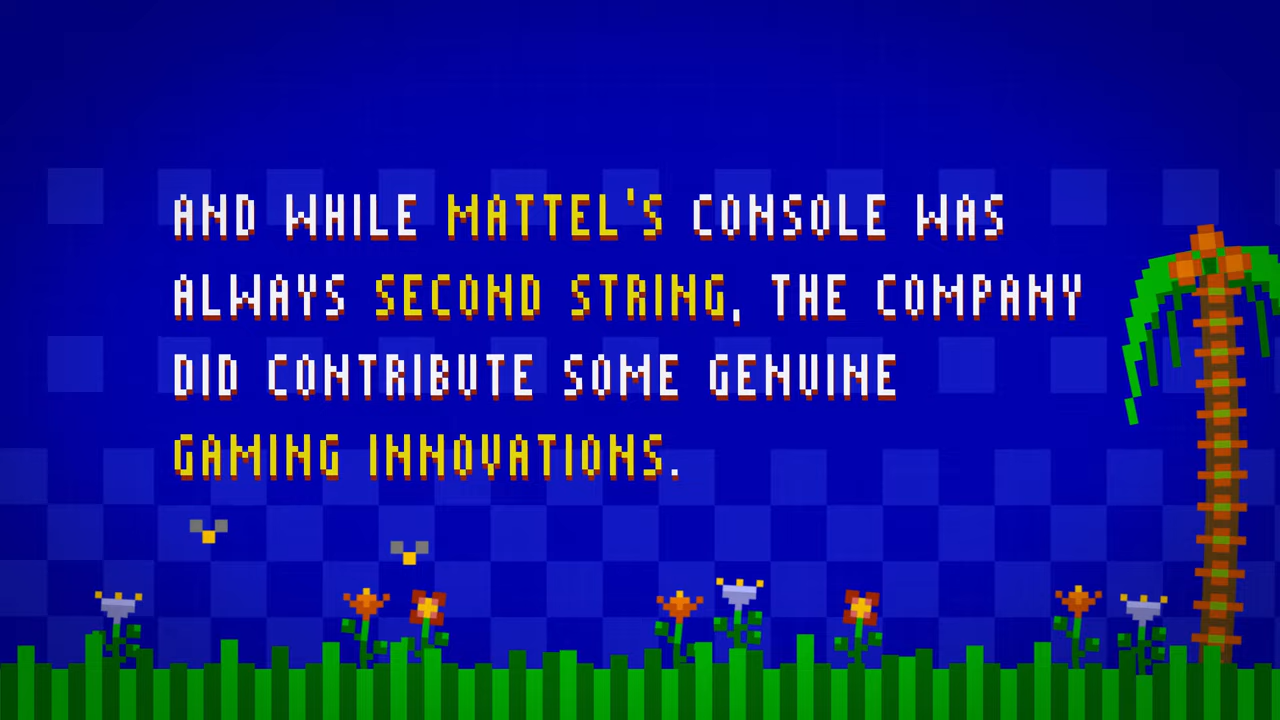 AND WHILE MATTEL'S CONSOLE WAS
ALWAYS SECOND STRING, THE COMPANY
DID CONTRIBUTE SOME GENUINE
GAMING INNOVATIONS.